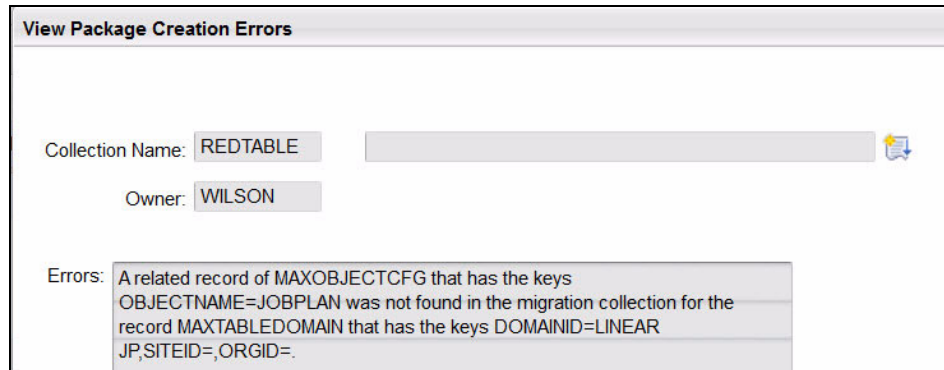 View Package Creation Errors
Collection Name: REDTABLE
Owner: WILSON
Errors: A related record of MAXOBJECTCFG that has the keys
OBJECTNAME=JOBPLAN was not found in the migration collection for the
record MAXTABLEDOMAIN that has the keys DOMAINID=LINEAR
JP,SITEID=,ORGID=.